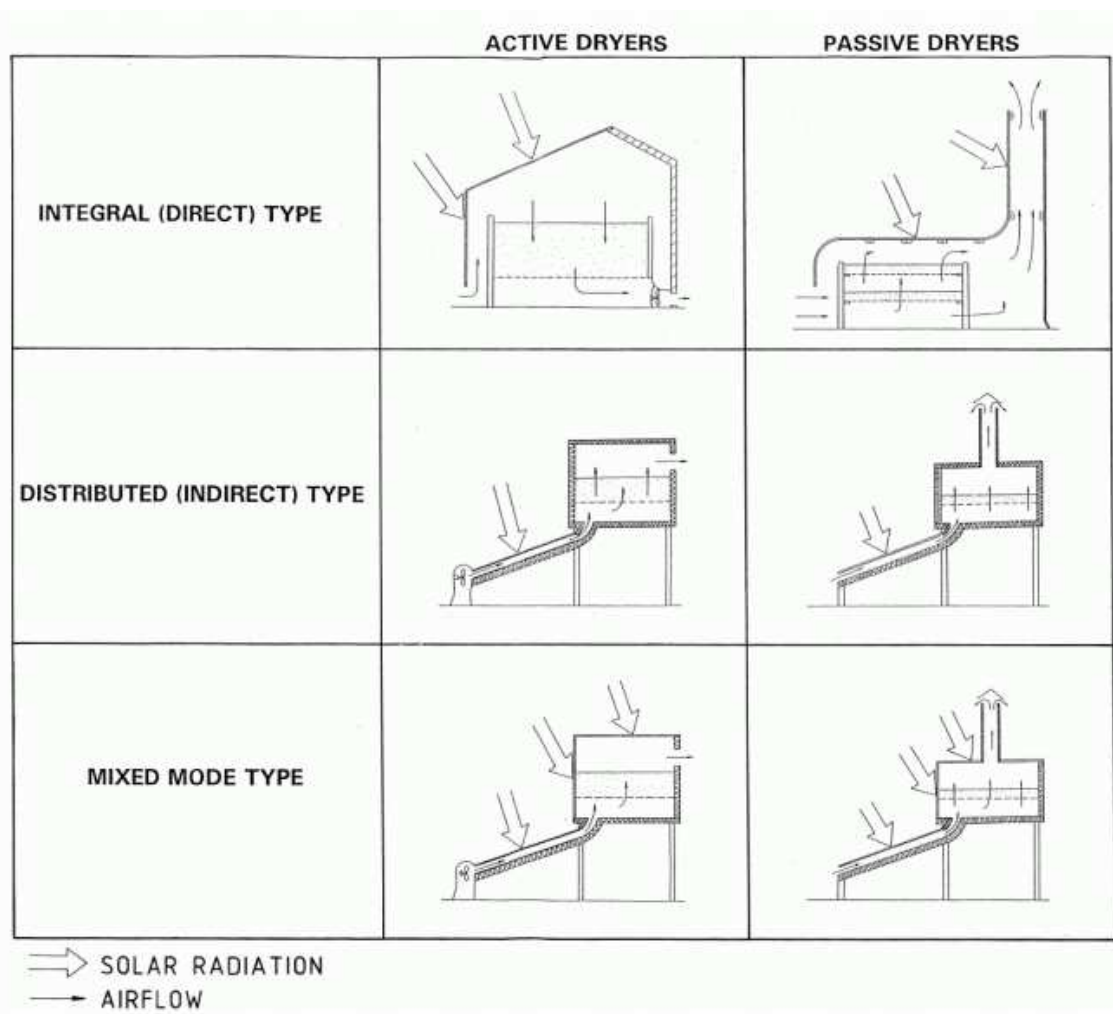 ACTIVE DRYERS
PASSIVE DRYERS
INTEGRAL (DIRECT) TYPE
DISTRIBUTED (INDIRECT) TYPE
MIXED MODE TYPE
SOLAR RADIATION
AIRFLOW